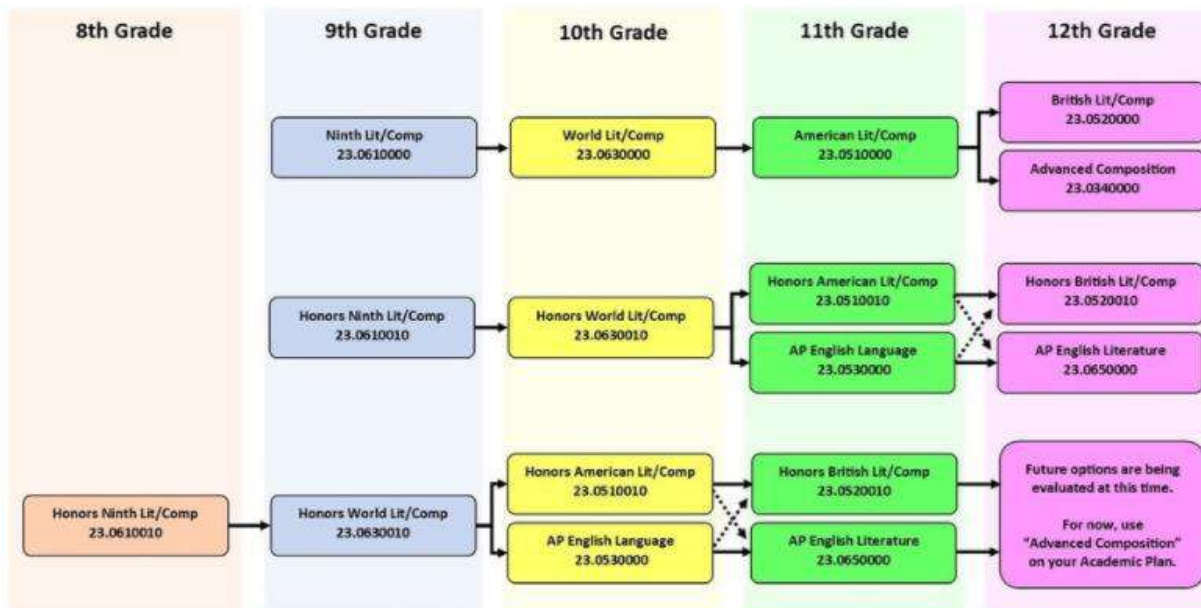 8th Grade
9th Grade
10th Grade
11th Grade
12th Grade
Ninth Lit/Comp
23.0610000
World Lit/Comp
23.0630000
American Lit/Comp
23.0510000
British Lit/Comp
23.0520000
Advanced Composition
23.0340000
Honors Ninth Lit/Comp
23.0610010
Honors World Lit/Comp
23.0630010
Honors American Lit/Comp
23.0510010
AP English Language
23.0530000
Honors British Lit/Comp
23.0520010
AP English Literature
23.0650000
Honors Ninth Lit/Comp
23.0610010
Honors World Lit/Comp
23.0630010
Honors American Lit/Comp
23.0510010
AP English Language
23.0530000
Honors British Lit/Comp
23.0520010
AP English Literature
23.0650000
Future options are being
evaluated at this time.
For now, use
"Advanced Composition"
on your Academic Plan.